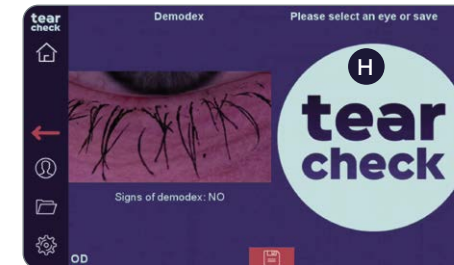 tear
check
Demodex
Please select an eye or save
H
tear
check
Signs of demodex: NO
OD